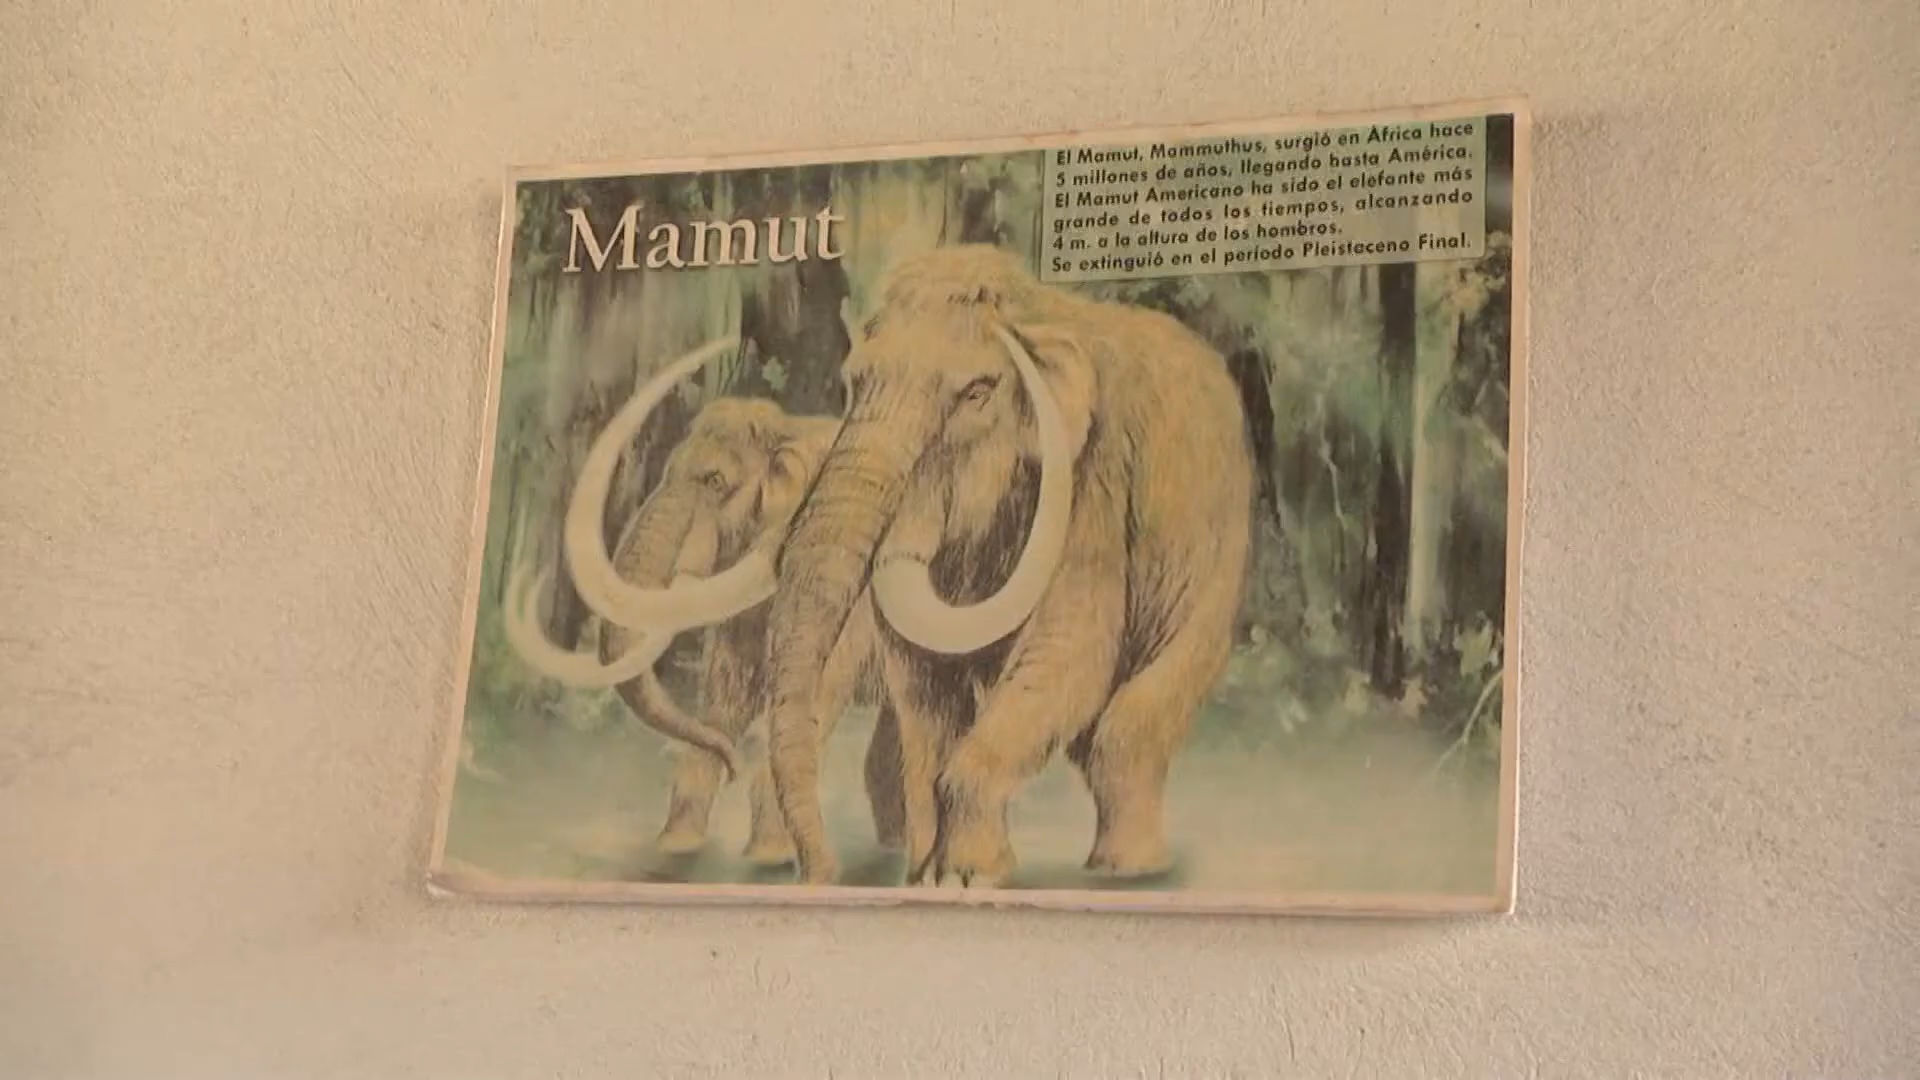 Mamut
El Mamut, Mammuthus, surgió en África hace
5 millones de años, llegando hasta América.
El Mamut Americano ha sido el elefante más
grande de todos los tiempos, alcanzando
4 m. a la altura de los hombros.
Se extinguió en el período Pleistoceno Final.